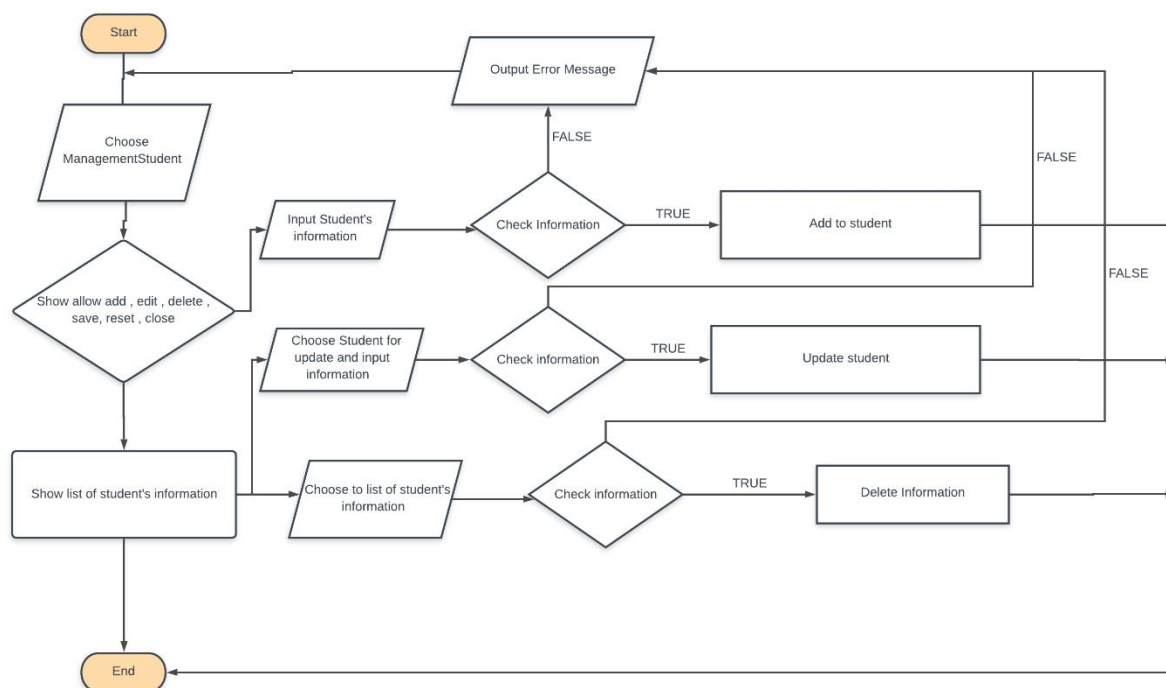 Start
Output Error Message
Choose
ManagementStudent
FALSE
FALSE
Input Student's
information
Check Information
TRUE
Add to student
FALSE
Show allow add , edit , delete ,
save, reset , close
Choose Student for
update and input
information
Check information
TRUE
Update student
Show list of student's information
Choose to list of student's
information
Check information
TRUE
Delete Information
End